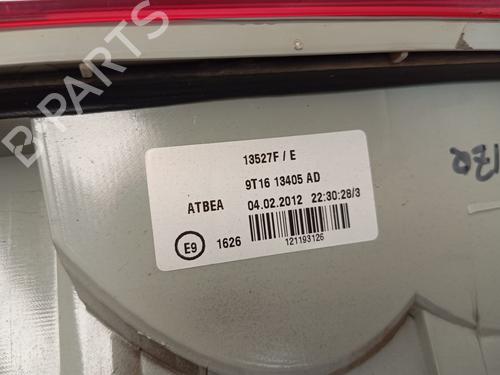 B-PARTS
13527F / E
9T16 13405 AD
ATBEA 04.02.2012 22:30:28/3
E9 1626
121193126